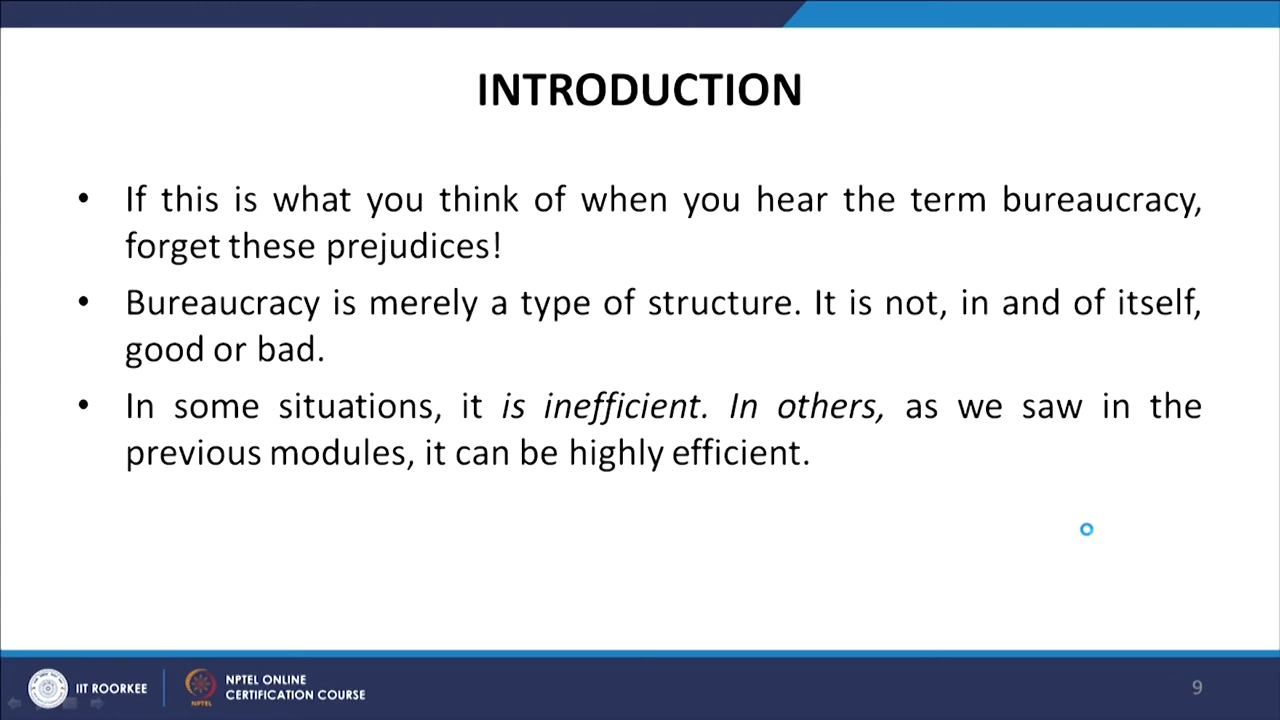 INTRODUCTION
• If this is what you think of when you hear the term bureaucracy,
forget these prejudices!
• Bureaucracy is merely a type of structure. It is not, in and of itself,
good or bad.
• In some situations, it is inefficient. In others, as we saw in the
previous modules, it can be highly efficient.
IIT ROORKEE
NPTEL
NPTEL ONLINE
CERTIFICATION COURSE
9